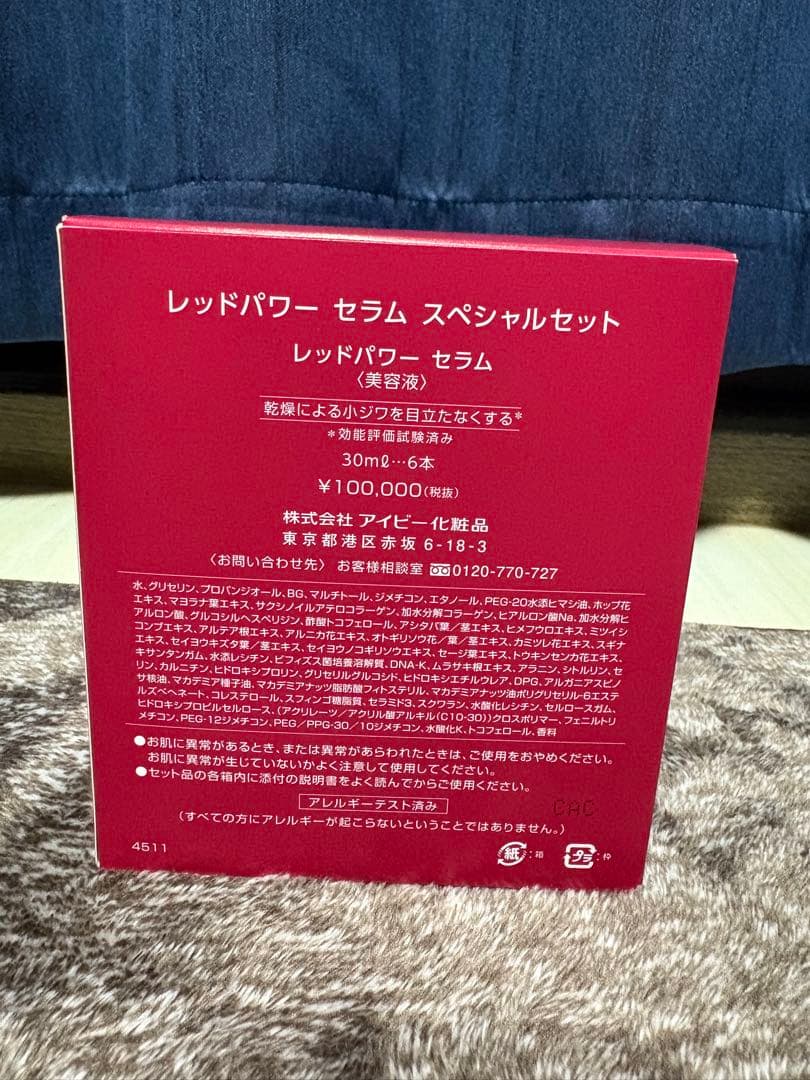 レッドパワー セラム スペシャルセット
レッドパワー セラム
〈美容液〉
乾燥による小ジワを目立たなくする*
*効能評価試験済み
30mℓ…6本
¥100,000(税抜)
株式会社 アイビー化粧品
東京都港区赤坂 6-18-3
〈お問い合わせ先〉 お客様相談室 0120-770-727
水、グリセリン、プロパンジオール、BG、マルチトール、ジメチコン、エタノール、PEG-20水添ヒマシ油、ホップ花
エキス、マヨラナ葉エキス、サクシノイルアテロコラーゲン、加水分解コラーゲン、ヒアルロン酸Na、加水分解ヒ
アルロン酸、グルコシルヘスペリジン、酢酸トコフェロール、アシタバ葉/茎エキス、ヒメフウロエキス、ミツイシ
コンブエキス、アルテア根エキス、アルニカ花エキス、オトギリソウ花/葉/茎エキス、カミツレ花エキス、スギナ
エキス、セイヨウキズタ葉/茎エキス、セイヨウノコギリソウエキス、セージ葉エキス、トウキンセンカ花エキス、
キサンタンガム、水添レシチン、ビフィズス菌培養溶解質、DNA-K、ムラサキ根エキス、アラニン、シトルリン、セ
リン、カルニチン、ヒドロキシプロリン、グリセリルグルコシド、ヒドロキシエチルウレア、DPG、アルガニアスピノ
サ核油、マカデミア種子油、マカデミアナッツ脂肪酸フィトステリル、マカデミアナッツ油ポリグリセリル-6エステ
ルズベヘネート、コレステロール、スフィンゴ糖脂質、セラミド3、スクワラン、水酸化レシチン、セルロースガム、
ヒドロキシプロピルセルロース、(アクリレーツ/アクリル酸アルキル(C10-30))クロスポリマー、フェニルトリ
メチコン、PEG-12ジメチコン、PEG/PPG-30/10ジメチコン、水酸化K、トコフェロール、香料
●お肌に異常があるとき、または異常があらわれたときは、ご使用をおやめください。
お肌に異常が生じていないかよく注意して使用してください。
●セット品の各箱内に添付の説明書をよく読んでからご使用ください。
アレルギーテスト済み
CAC
(すべての方にアレルギーが起こらないということではありません。)
4511
紙:箱 プラ:枠